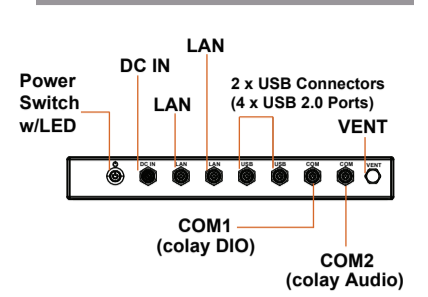 LAN
DC IN
Power
Switch
w/LED
LAN
2 x USB Connectors
(4 x USB 2.0 Ports)
VENT
DC IN LAN LAN USB USB COM COM VENT
COM1
(colay DIO)
COM2
(colay Audio)